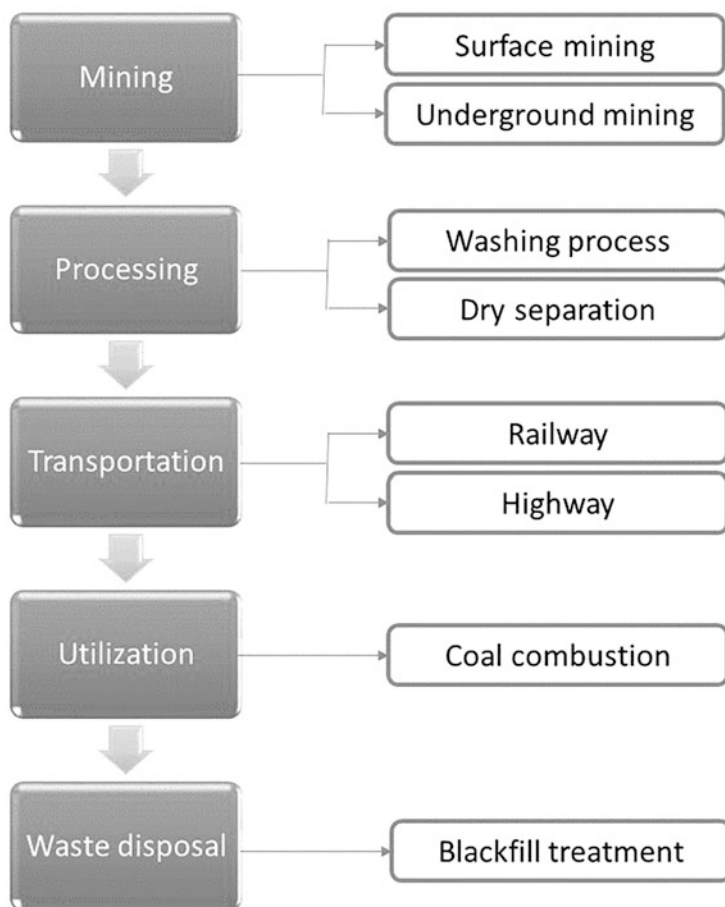 Mining
Surface mining
Underground mining
Processing
Washing process
Dry separation
Transportation
Railway
Highway
Utilization
Coal combustion
Waste disposal
Blackfill treatment